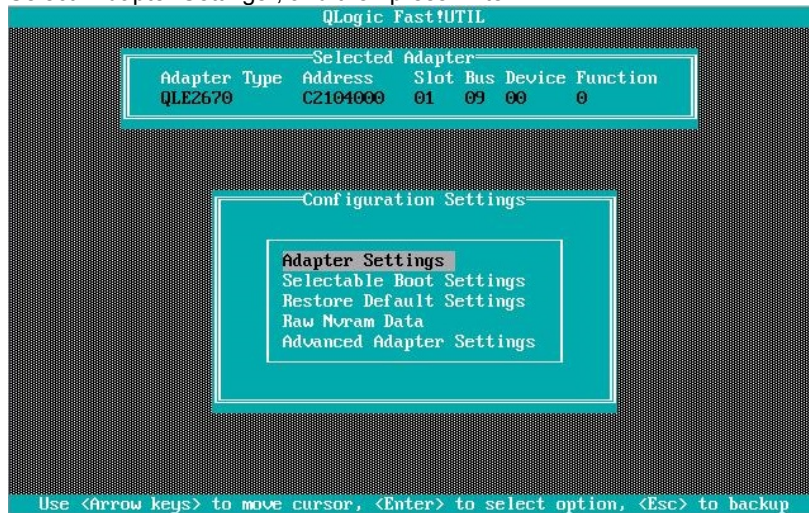 QLogic Fast!UTIL
Selected Adapter
Adapter Type Address Slot Bus Device Function
QLE2670 C2104000 01 09 00 0
Configuration Settings
Adapter Settings
Selectable Boot Settings
Restore Default Settings
Raw Nvram Data
Advanced Adapter Settings
Use <Arrow keys> to move cursor, <Enter> to select option, <Esc> to backup